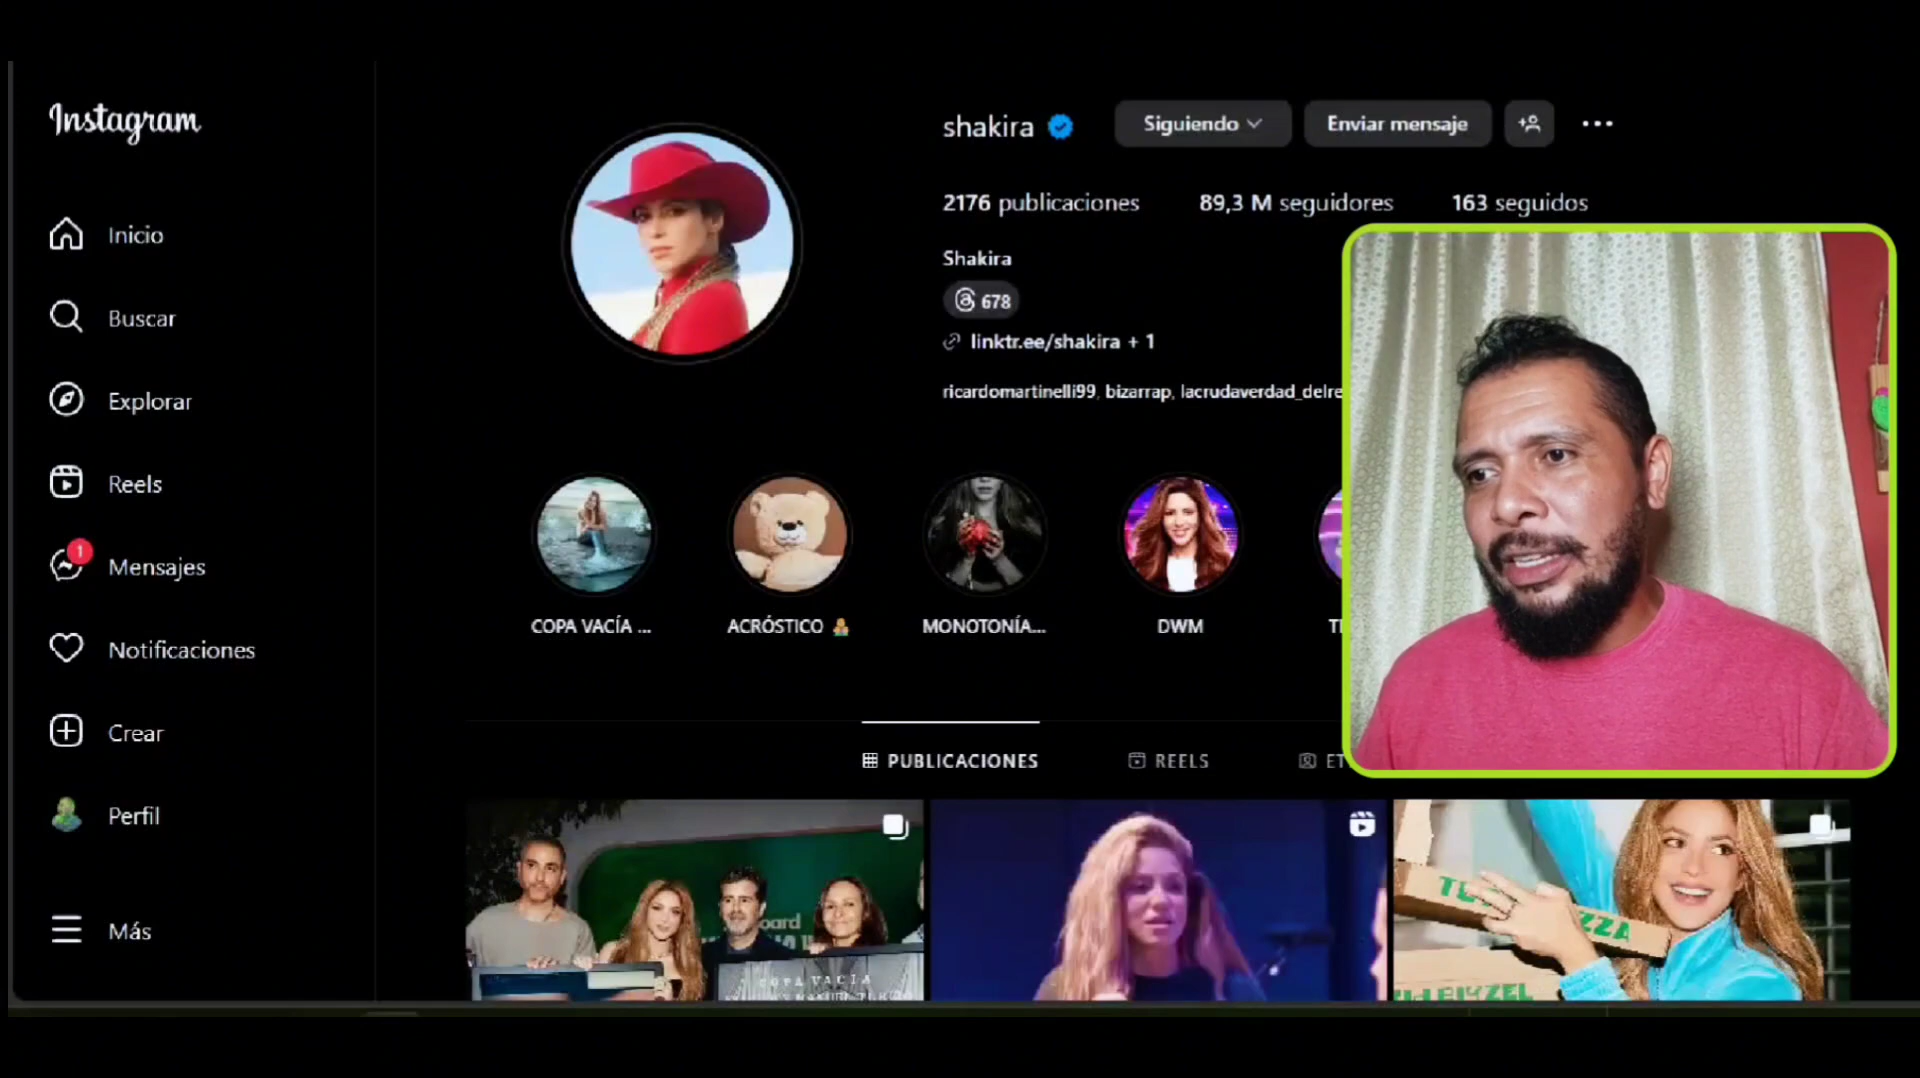 Instagram
Inicio
Buscar
Explorar
Reels
1
Mensajes
Notificaciones
Crear
Perfil
Más
shakira
Siguiendo
Enviar mensaje
2176 publicaciones
89,3 M seguidores
163 seguidos
Shakira
678
linktr.ee/shakira + 1
ricardomartinelli99, bizarrap, lacrudaverdad_delre
COPA VACÍA ...
ACRÓSTICO
MONOTONÍA...
DWM
PUBLICACIONES
REELS
COPA VACÍA